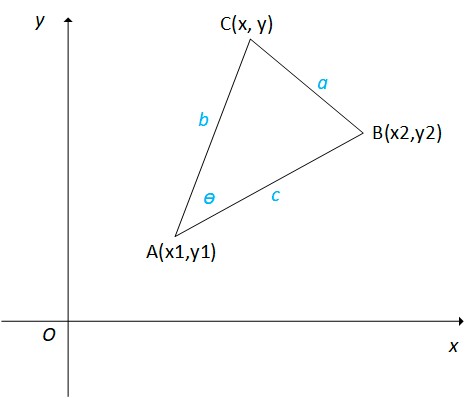 y
C(x, y)
a
b
B(x2,y2)
ɵ
c
A(x1,y1)
O
x